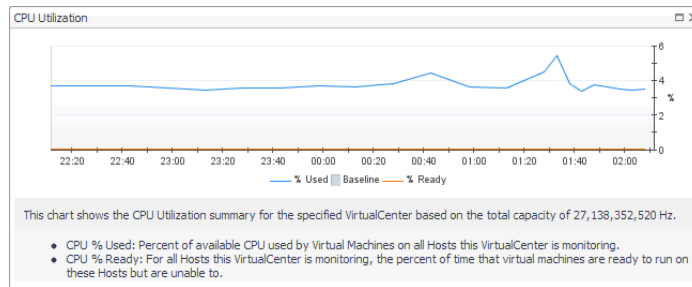 CPU Utilization
6
4
%
2
0
22:20 22:40 23:00 23:20 23:40 00:00 00:20 00:40 01:00 01:20 01:40 02:00
% Used Baseline % Ready
This chart shows the CPU Utilization summary for the specified VirtualCenter based on the total capacity of 27,138,352,520 Hz.
• CPU % Used: Percent of available CPU used by Virtual Machines on all Hosts this VirtualCenter is monitoring.
• CPU % Ready: For all Hosts this VirtualCenter is monitoring, the percent of time that virtual machines are ready to run on
these Hosts but are unable to.